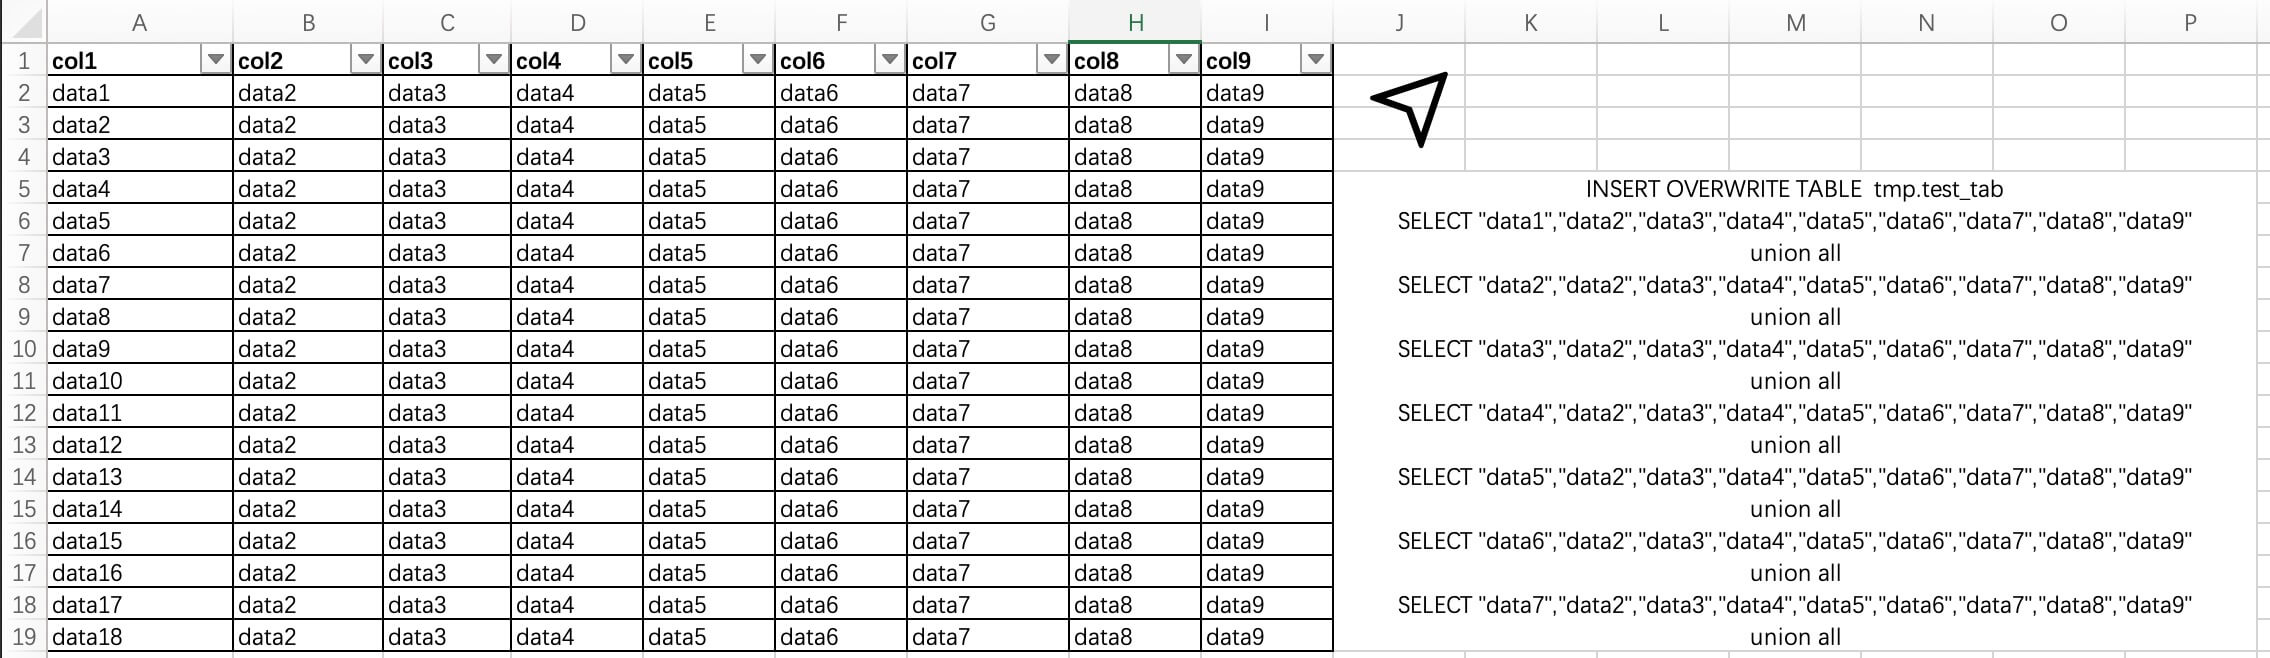 A B C D E F G H I J K L M N O P
1 col1 col2 col3 col4 col5 col6 col7 col8 col9
2 data1 data2 data3 data4 data5 data6 data7 data8 data9
3 data2 data2 data3 data4 data5 data6 data7 data8 data9
4 data3 data2 data3 data4 data5 data6 data7 data8 data9
5 data4 data2 data3 data4 data5 data6 data7 data8 data9 INSERT OVERWRITE TABLE tmp.test_tab
6 data5 data2 data3 data4 data5 data6 data7 data8 data9 SELECT "data1","data2","data3","data4","data5","data6","data7","data8","data9"
7 data6 data2 data3 data4 data5 data6 data7 data8 data9 union all
8 data7 data2 data3 data4 data5 data6 data7 data8 data9 SELECT "data2","data2","data3","data4","data5","data6","data7","data8","data9"
9 data8 data2 data3 data4 data5 data6 data7 data8 data9 union all
10 data9 data2 data3 data4 data5 data6 data7 data8 data9 SELECT "data3","data2","data3","data4","data5","data6","data7","data8","data9"
11 data10 data2 data3 data4 data5 data6 data7 data8 data9 union all
12 data11 data2 data3 data4 data5 data6 data7 data8 data9 SELECT "data4","data2","data3","data4","data5","data6","data7","data8","data9"
13 data12 data2 data3 data4 data5 data6 data7 data8 data9 union all
14 data13 data2 data3 data4 data5 data6 data7 data8 data9 SELECT "data5","data2","data3","data4","data5","data6","data7","data8","data9"
15 data14 data2 data3 data4 data5 data6 data7 data8 data9 union all
16 data15 data2 data3 data4 data5 data6 data7 data8 data9 SELECT "data6","data2","data3","data4","data5","data6","data7","data8","data9"
17 data16 data2 data3 data4 data5 data6 data7 data8 data9 union all
18 data17 data2 data3 data4 data5 data6 data7 data8 data9 SELECT "data7","data2","data3","data4","data5","data6","data7","data8","data9"
19 data18 data2 data3 data4 data5 data6 data7 data8 data9 union all